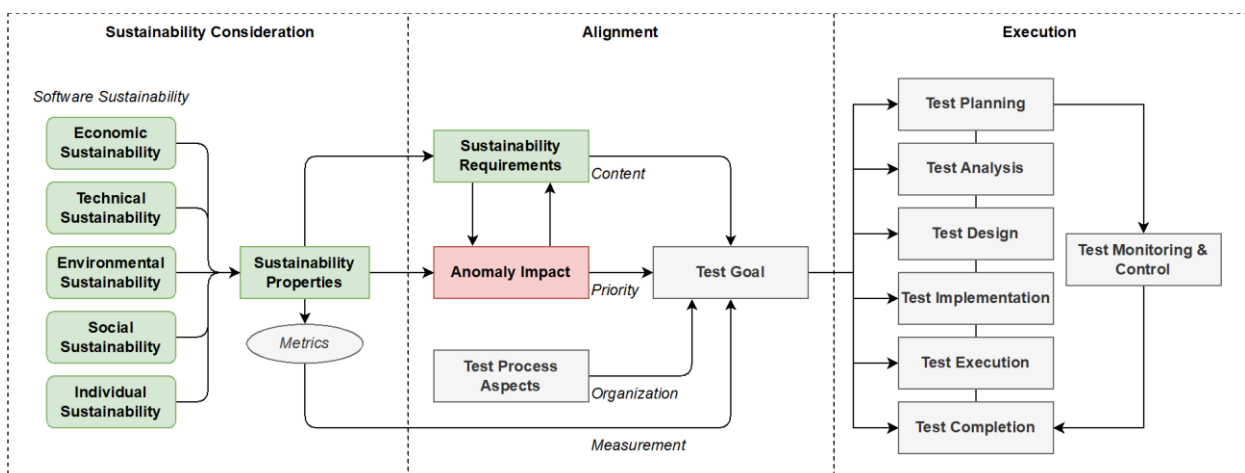 Sustainability Consideration
Software Sustainability
Economic
Sustainability
Technical
Sustainability
Environmental
Sustainability
Social
Sustainability
Individual
Sustainability
Sustainability
Properties
Metrics
Alignment
Sustainability
Requirements
Content
Anomaly Impact
Priority
Test Goal
Test Process
Aspects
Organization
Measurement
Execution
Test Planning
Test Analysis
Test Design
Test Implementation
Test Execution
Test Completion
Test Monitoring &
Control